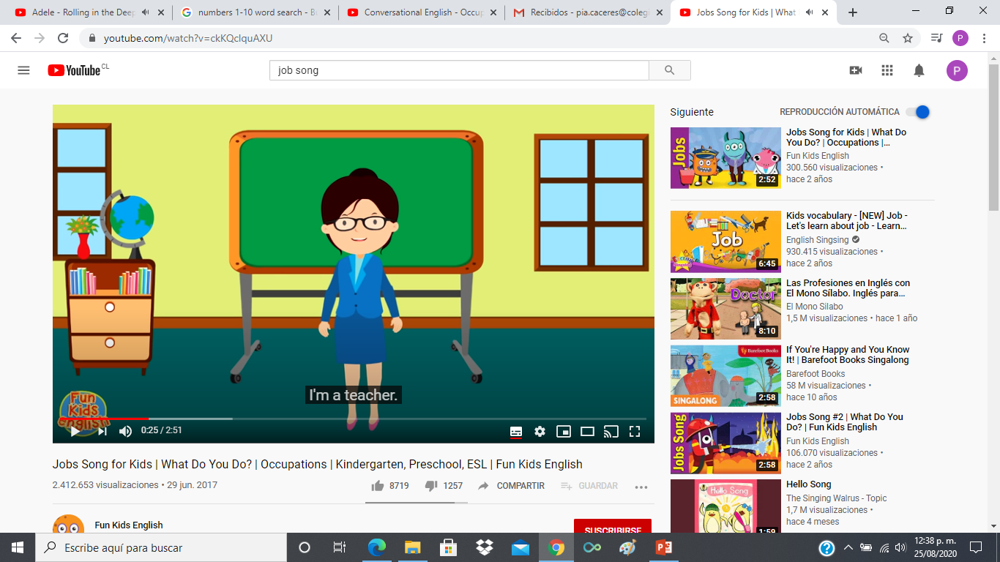 Adele - Rolling in the Deep
numbers 1-10 word search - B
Conversational English - Occup
Recibidos - pia.caceres@colegi
Jobs Song for Kids | What
youtube.com/watch?v=ckKQclquAXU
P
YouTube CL
job song
P
I'm a teacher.
Fun Kids English
0:25 / 2:51
Jobs Song for Kids | What Do You Do? | Occupations | Kindergarten, Preschool, ESL | Fun Kids English
2.412.653 visualizaciones • 29 jun. 2017
8719
1257
COMPARTIR
GUARDAR
Fun Kids English
SUSCRIBIRSE
Siguiente
REPRODUCCIÓN AUTOMÁTICA
Jobs
2:52
Jobs Song for Kids | What Do
You Do? | Occupations |...
Fun Kids English
300.560 visualizaciones •
hace 2 años
Job
6:45
Kids vocabulary - [NEW] Job -
Let's learn about job - Learn...
English Singsing
930.415 visualizaciones •
hace 2 años
Doctor
8:10
Las Profesiones en Inglés con
El Mono Sílabo. Inglés para...
El Mono Silabo
1,5 M visualizaciones • hace 1 año
Barefoot Books
SINGALONG
2:58
If You're Happy and You Know
It! | Barefoot Books Singalong
Barefoot Books
58 M visualizaciones •
hace 10 años
Jobs Song
2:58
Jobs Song #2 | What Do You
Do? | Fun Kids English
Fun Kids English
106.070 visualizaciones •
hace 2 años
Hello Song
1:59
Hello Song
The Singing Walrus - Topic
1,7 M visualizaciones •
hace 4 meses
Escribe aquí para buscar
12:38 p. m.
25/08/2020